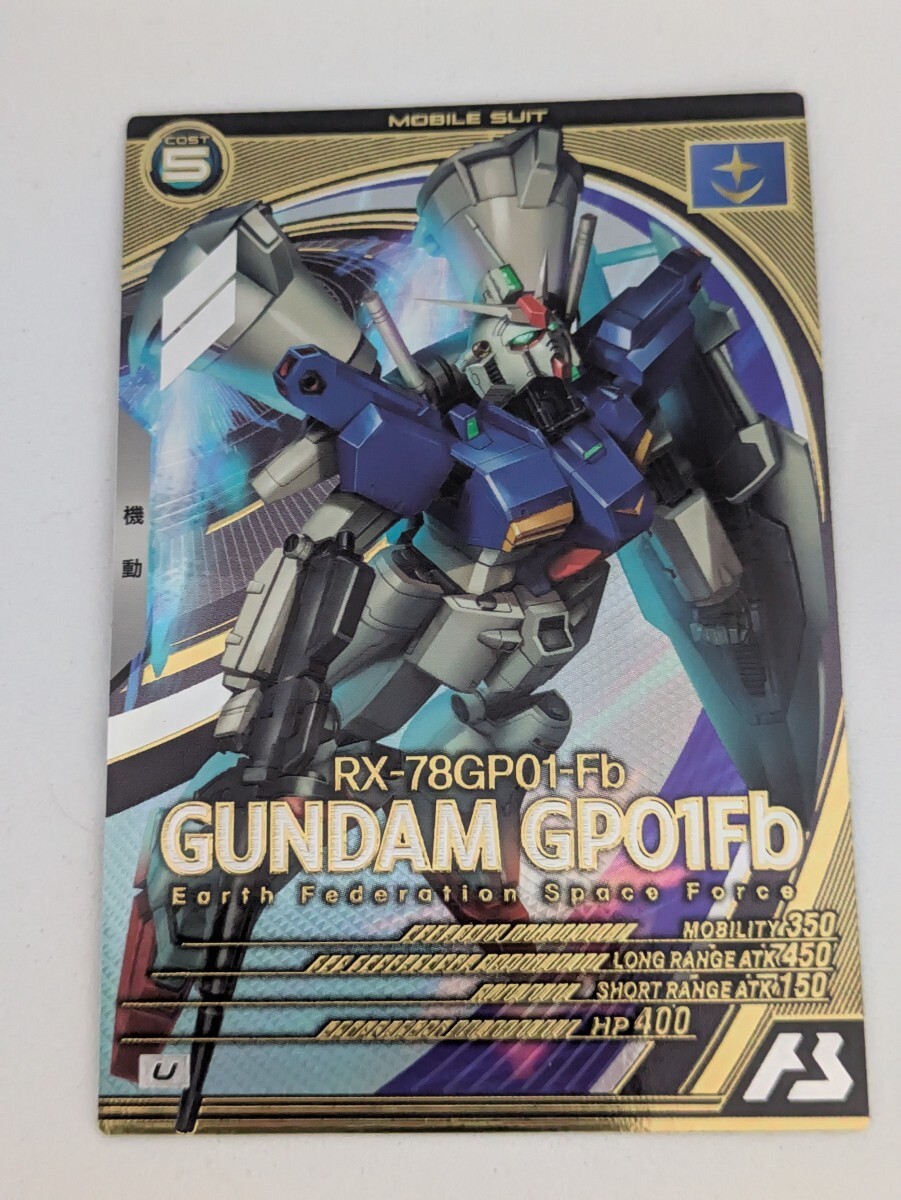 MOBILE SUIT
COST
5
機動
RX-78GP01-Fb
GUNDAM GP01Fb
Earth Federation Space Force
MOBILITY 350
LONG RANGE ATK 450
SHORT RANGE ATK 150
HP 400
U